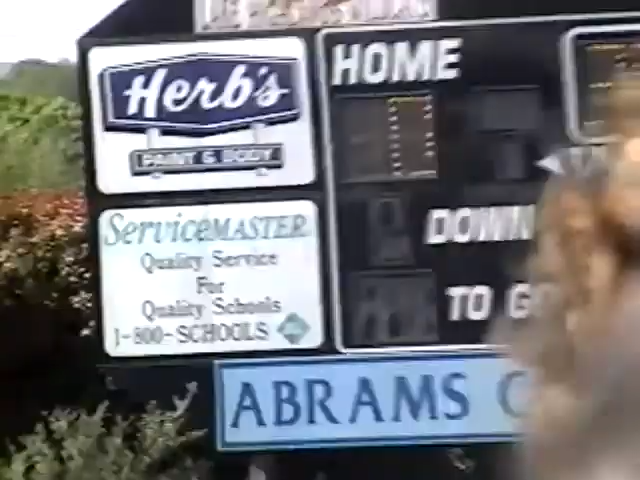 Herb's
PAINT & BODY
HOME
ServiceMASTER
Quality Service
For
Quality Schools
1-800-SCHOOLS
DOWN
TO G
ABRAMS